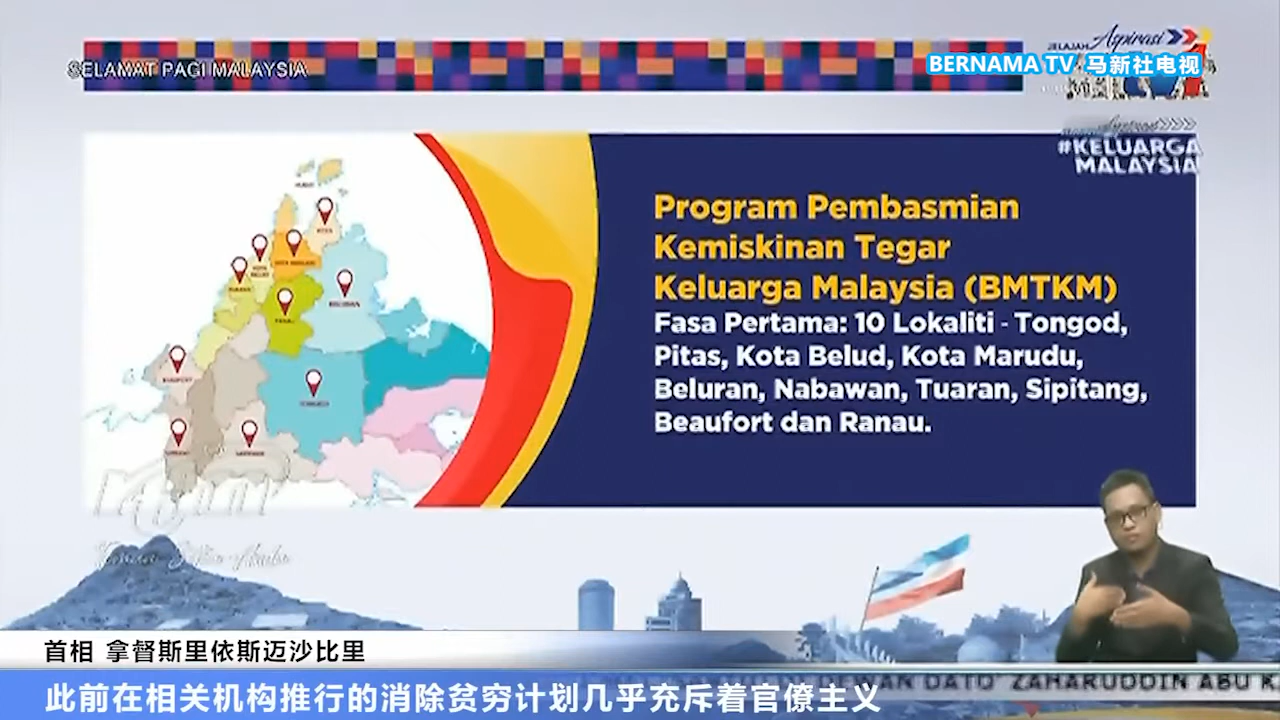 JELAJAH Aspirasi
SELAMAT PAGI MALAYSIA
BERNAMA TV 马新社电视
#KELUARGA
MALAYSIA
Program Pembasmian
Kemiskinan Tegar
Keluarga Malaysia (BMTKM)
Fasa Pertama: 10 Lokaliti - Tongod,
Pitas, Kota Belud, Kota Marudu,
Beluran, Nabawan, Tuaran, Sipitang,
Beaufort dan Ranau.
首相 拿督斯里依斯迈沙比里
DEWAN DATO' ZAHARUDDIN ABU K
此前在相关机构推行的消除贫穷计划几乎充斥着官僚主义